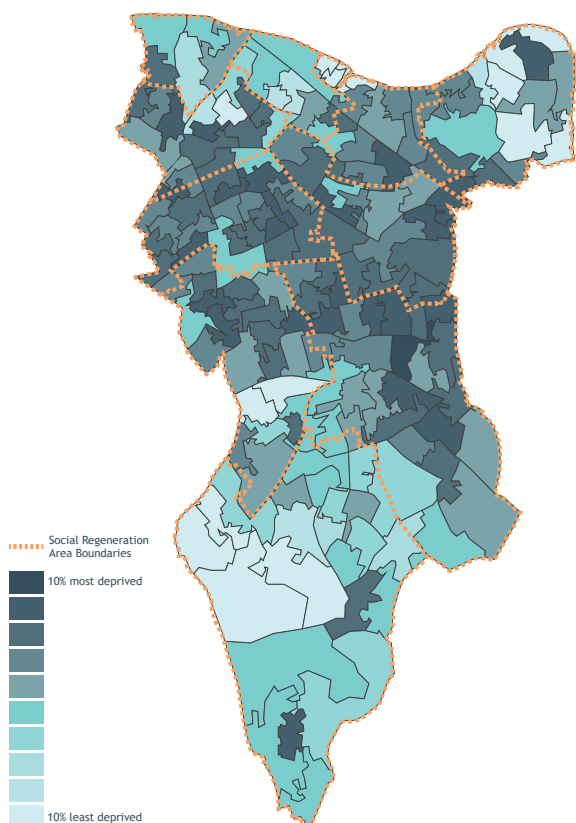 Social Regeneration
Area Boundaries
10% most deprived
10% least deprived